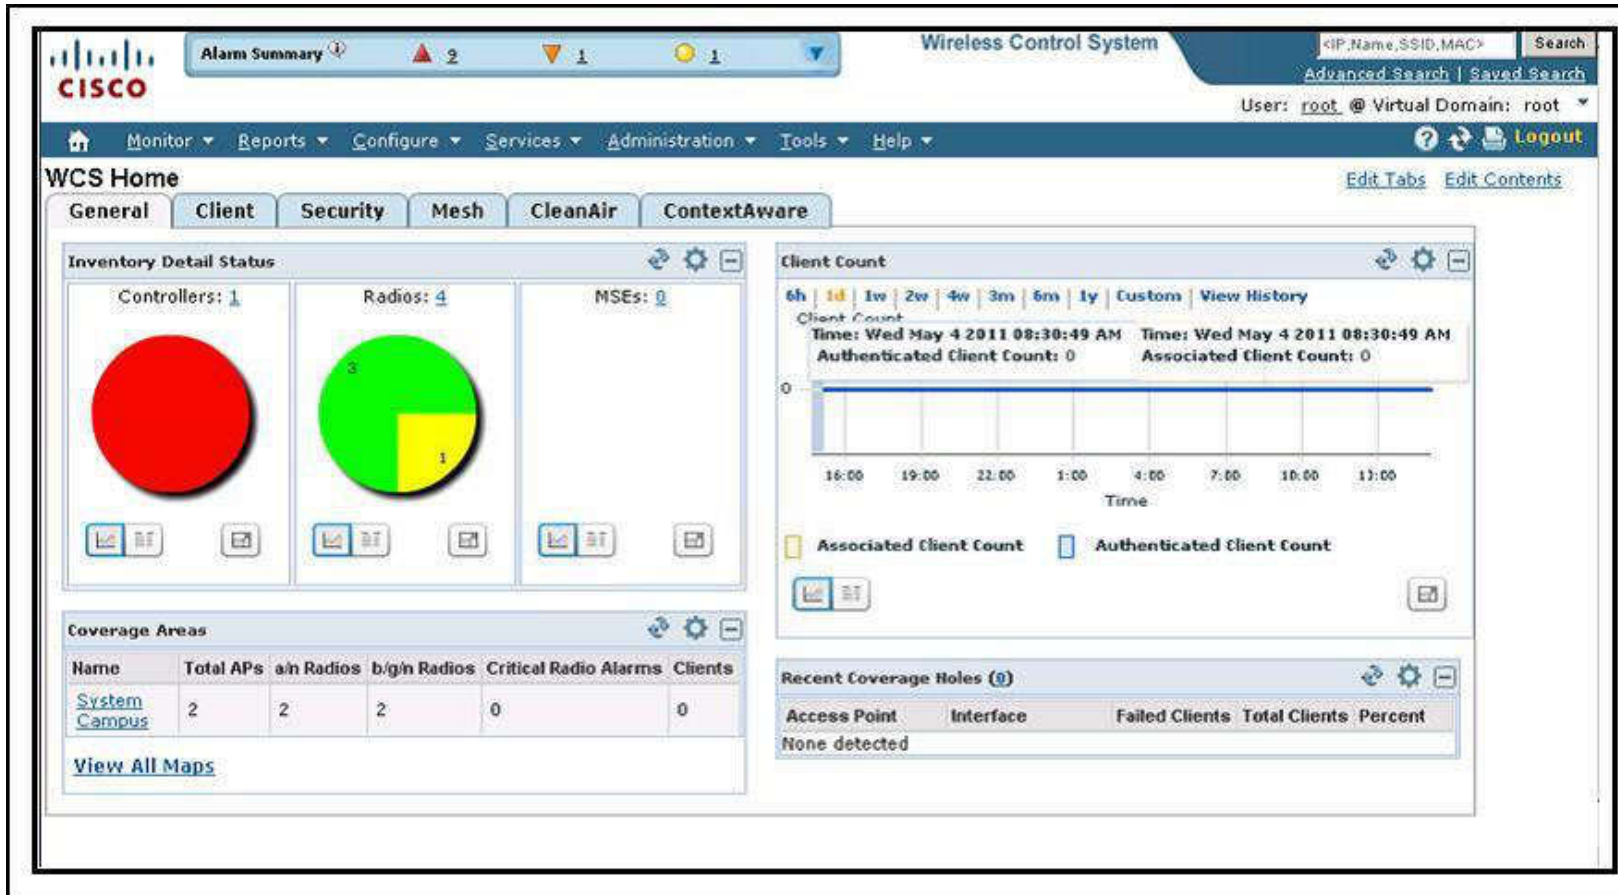 CISCO
Alarm Summary 9 1 1
Wireless Control System
<IP,Name,SSID,MAC> Search
Advanced Search | Saved Search
User: root @ Virtual Domain: root
Monitor Reports Configure Services Administration Tools Help
? Logout
WCS Home
Edit Tabs Edit Contents
General Client Security Mesh CleanAir ContextAware
Inventory Detail Status
Controllers: 1
Radios: 4
MSEs: 0
3
1
Client Count
6h | 1d | 1w | 2w | 4w | 3m | 6m | 1y | Custom | View History
Client Count
Time: Wed May 4 2011 08:30:49 AM Time: Wed May 4 2011 08:30:49 AM
Authenticated Client Count: 0 Associated Client Count: 0
0
16:00 19:00 22:00 1:00 4:00 7:00 10:00 13:00
Time
Associated Client Count Authenticated Client Count
Coverage Areas
Name Total APs a/n Radios b/g/n Radios Critical Radio Alarms Clients
System Campus 2 2 2 0 0
View All Maps
Recent Coverage Holes (0)
Access Point Interface Failed Clients Total Clients Percent
None detected